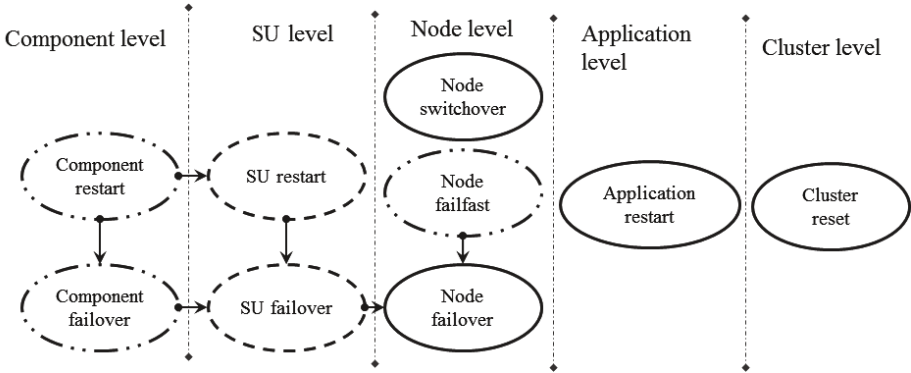 Component level
SU level
Node level
Application
level
Cluster level
Node
switchover
Component
restart
SU restart
Node
failfast
Application
restart
Cluster
reset
Component
failover
SU failover
Node
failover